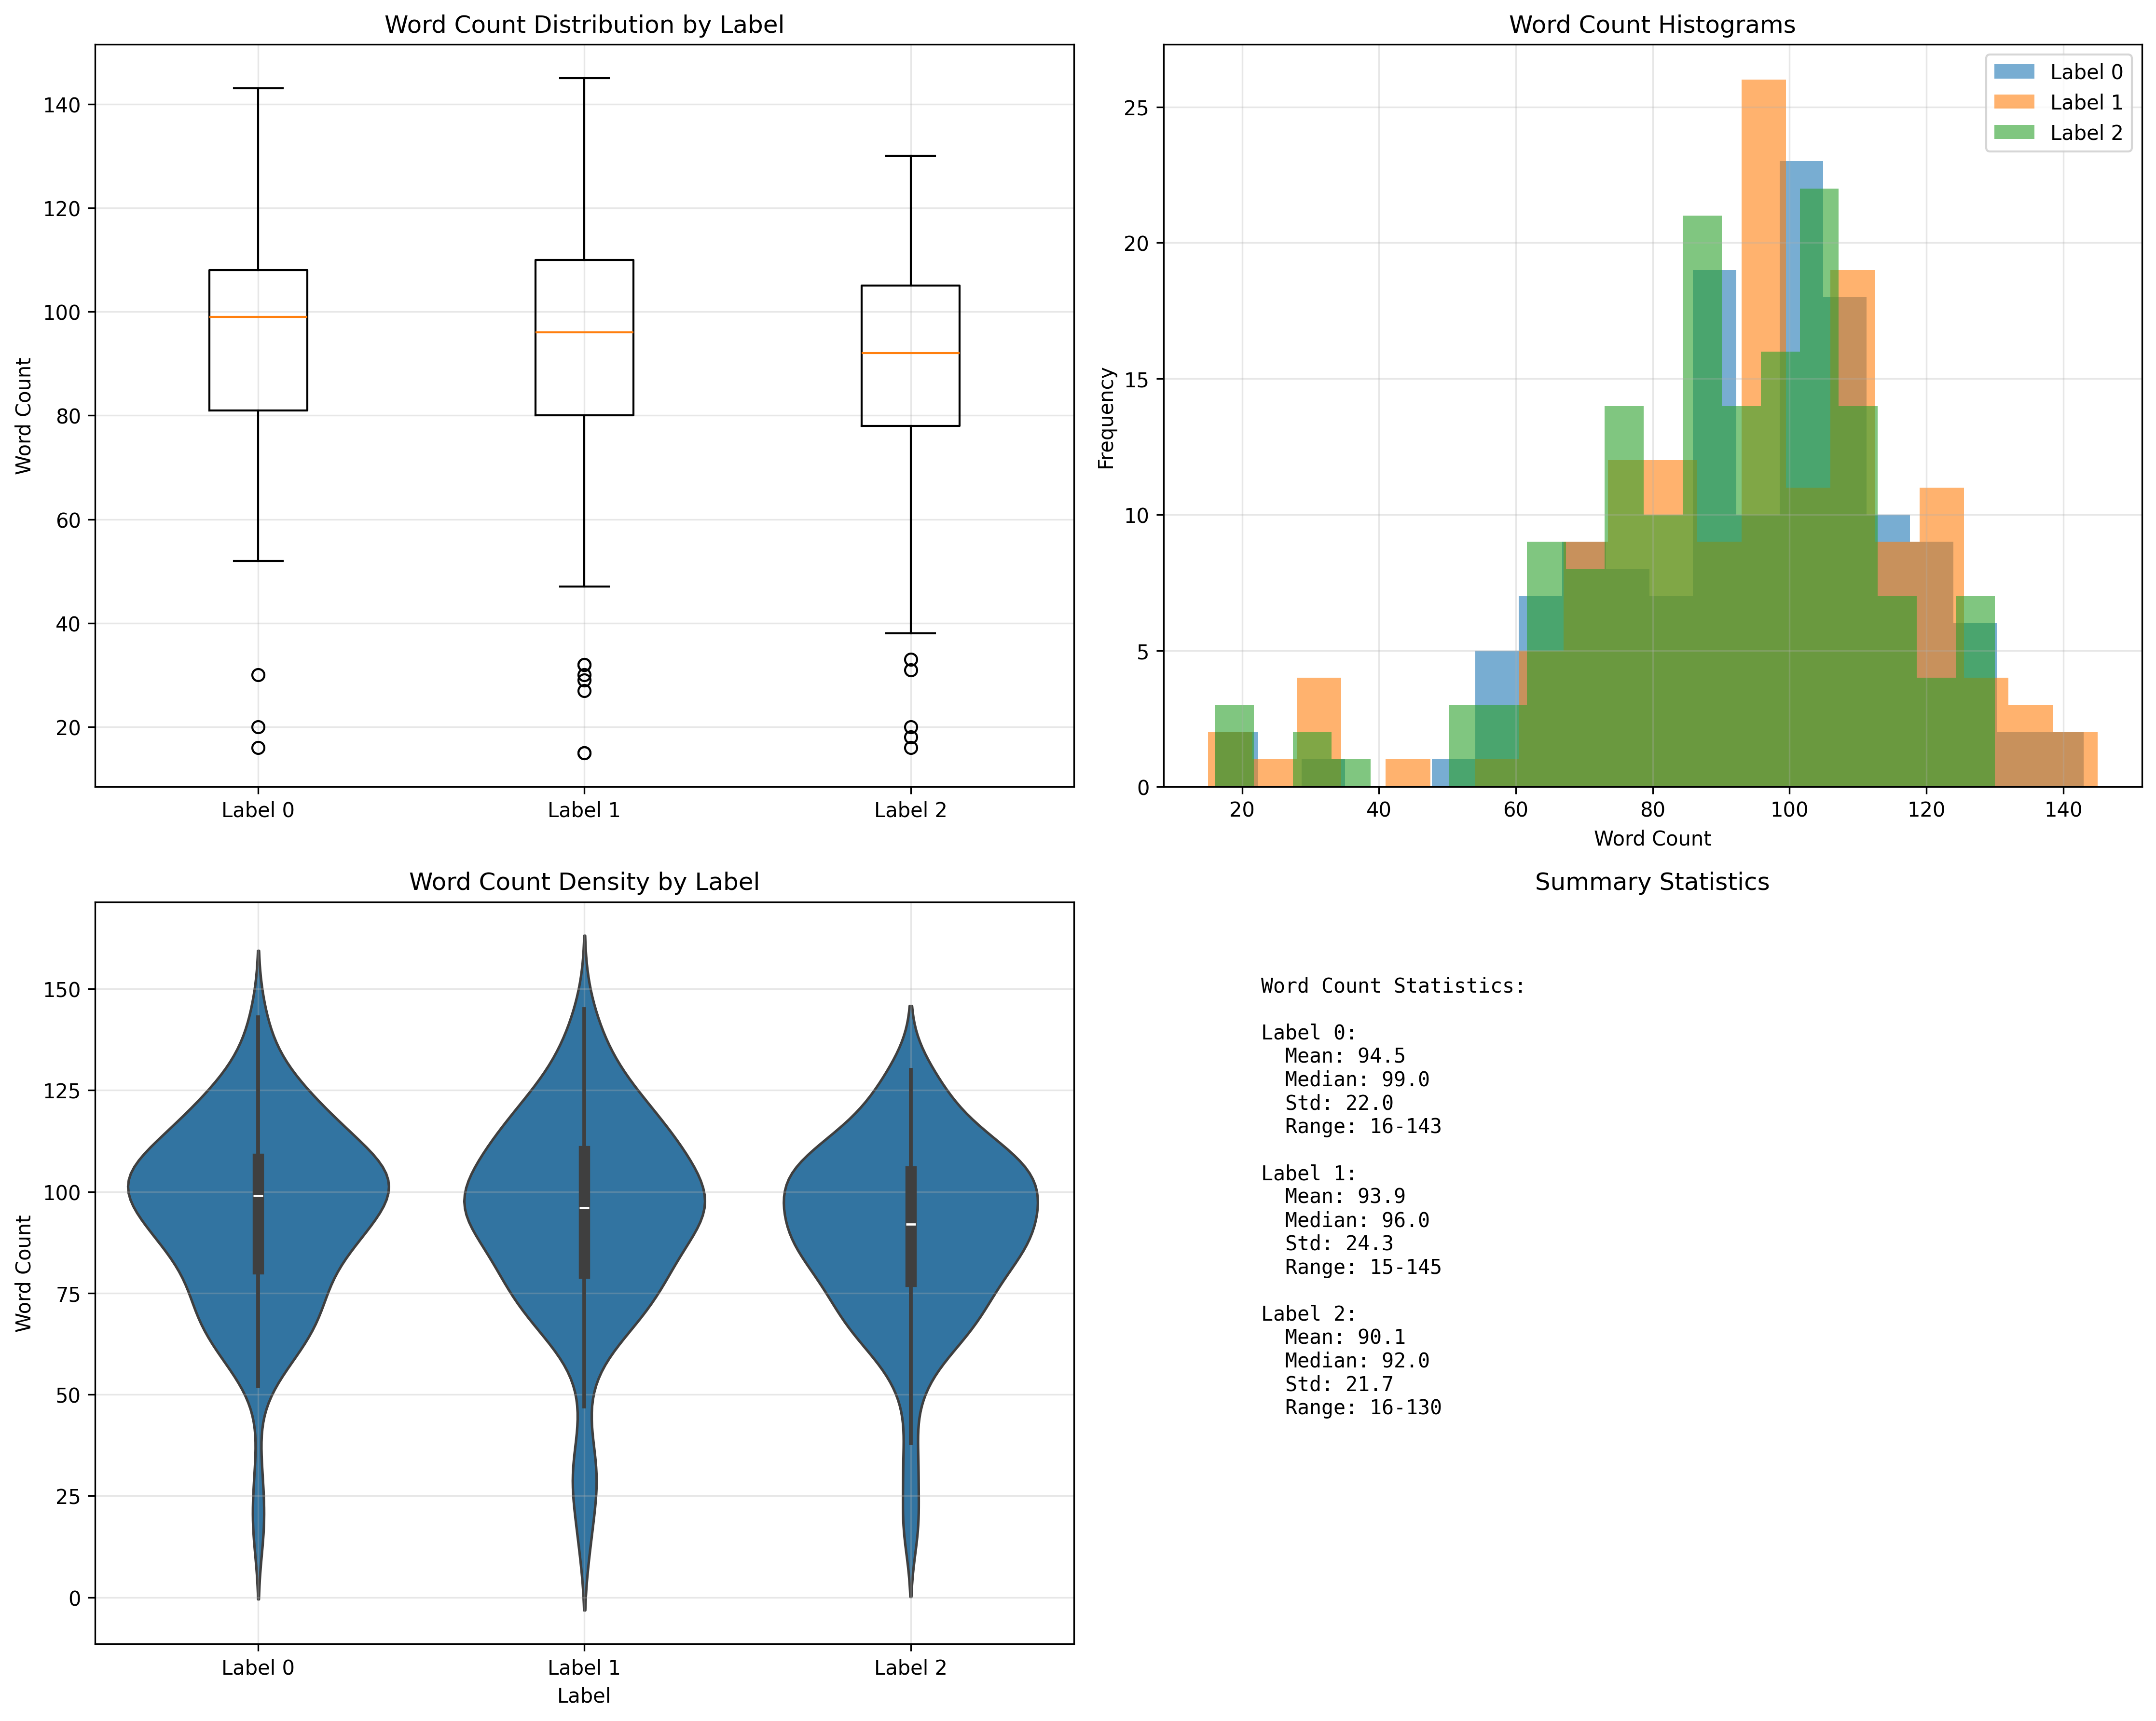 Word Count Distribution by Label
Word Count
140
120
100
80
60
40
20
Label 0
Label 1
Label 2
Word Count Histograms
Label 0
Label 1
Label 2
Frequency
25
20
15
10
5
0
20
40
60
80
100
120
140
Word Count
Word Count Density by Label
Word Count
150
125
100
75
50
25
0
Label 0
Label 1
Label 2
Label
Summary Statistics
Word Count Statistics:
Label 0:
Mean: 94.5
Median: 99.0
Std: 22.0
Range: 16-143
Label 1:
Mean: 93.9
Median: 96.0
Std: 24.3
Range: 15-145
Label 2:
Mean: 90.1
Median: 92.0
Std: 21.7
Range: 16-130